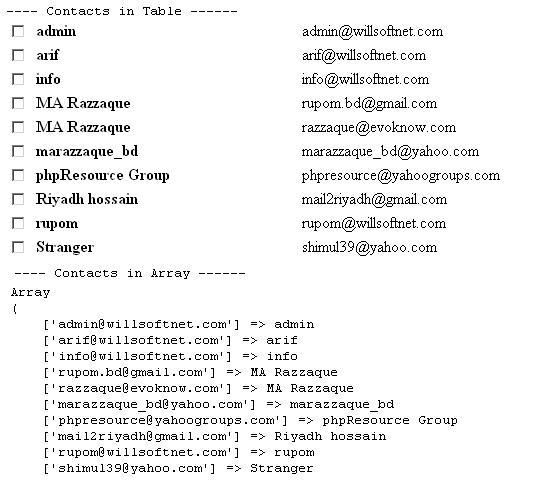 ---- Contacts in Table ------
admin admin@willsoftnet.com
arif arif@willsoftnet.com
info info@willsoftnet.com
MA Razzaque rupom.bd@gmail.com
MA Razzaque razzaque@evoknow.com
marazzaque_bd marazzaque_bd@yahoo.com
phpResource Group phpresource@yahoogroups.com
Riyadh hossain mail2riyadh@gmail.com
rupom rupom@willsoftnet.com
Stranger shimul39@yahoo.com
---- Contacts in Array ------
Array
(
['admin@willsoftnet.com'] => admin
['arif@willsoftnet.com'] => arif
['info@willsoftnet.com'] => info
['rupom.bd@gmail.com'] => MA Razzaque
['razzaque@evoknow.com'] => MA Razzaque
['marazzaque_bd@yahoo.com'] => marazzaque_bd
['phpresource@yahoogroups.com'] => phpResource Group
['mail2riyadh@gmail.com'] => Riyadh hossain
['rupom@willsoftnet.com'] => rupom
['shimul39@yahoo.com'] => Stranger